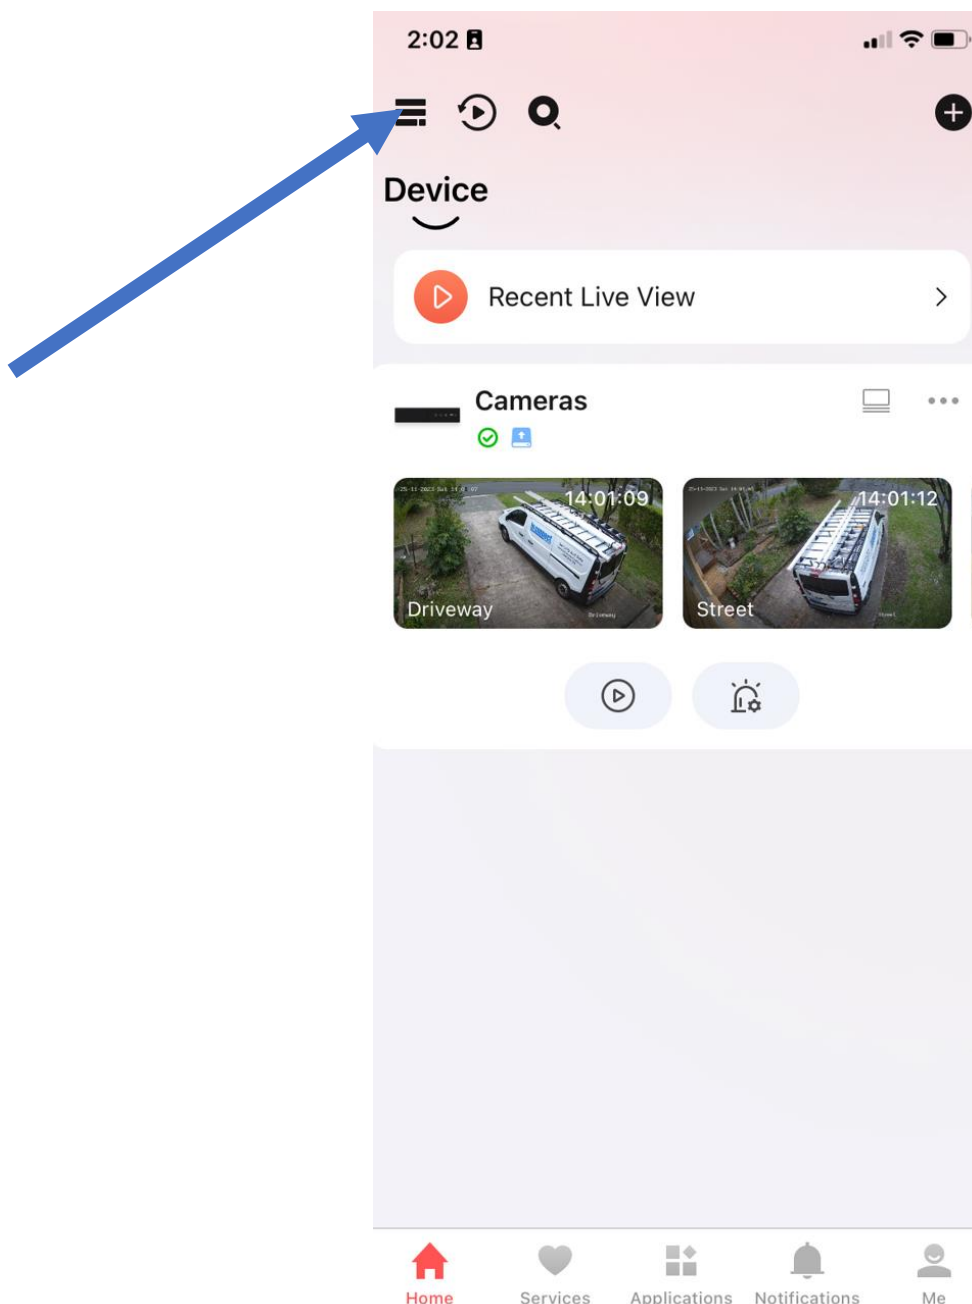 2:02
Device
Recent Live View
Cameras
14:01:09
14:01:12
Driveway
Street
Home
Services
Applications
Notifications
Me